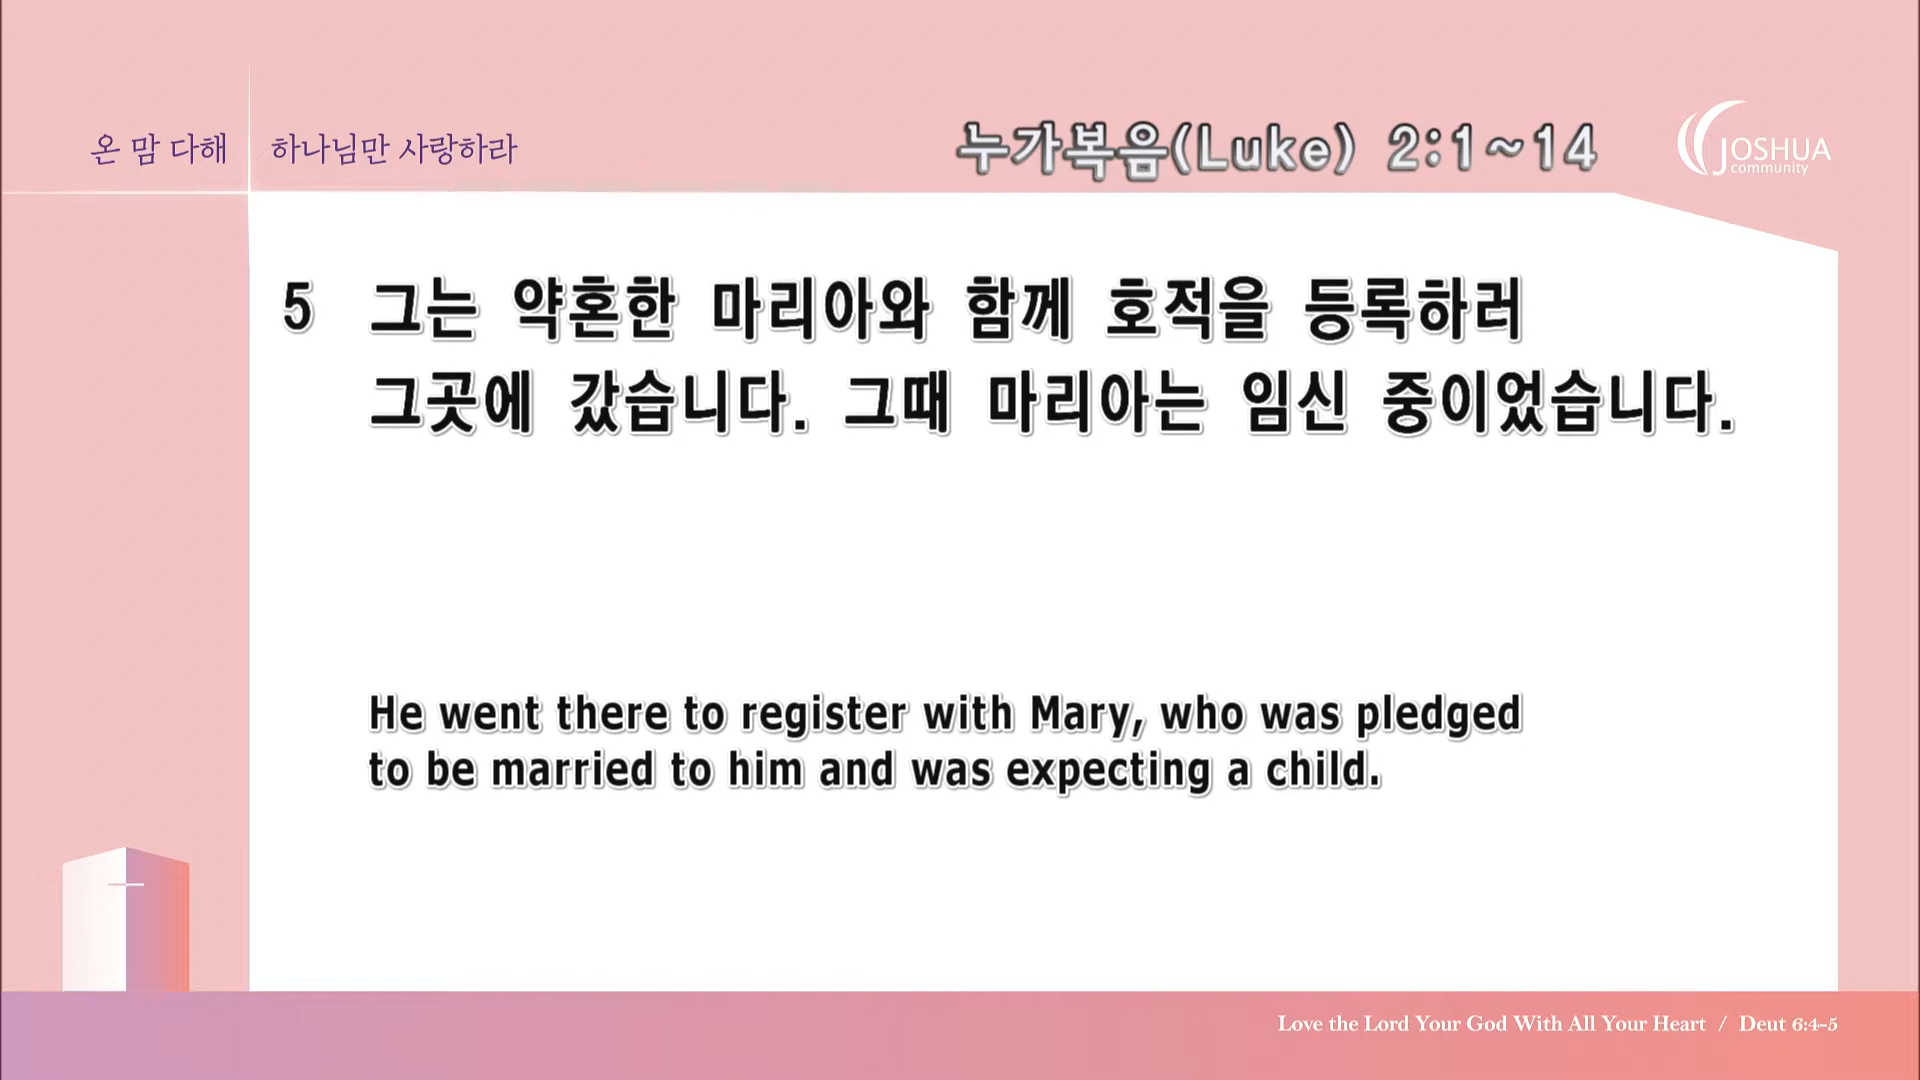 온 맘 다해 하나님만 사랑하라
누가복음(Luke) 2:1~14
JOSHUA
community
5 그는 약혼한 마리아와 함께 호적을 등록하러
그곳에 갔습니다. 그때 마리아는 임신 중이었습니다.
He went there to register with Mary, who was pledged
to be married to him and was expecting a child.
Love the Lord Your God With All Your Heart / Deut 6:4-5